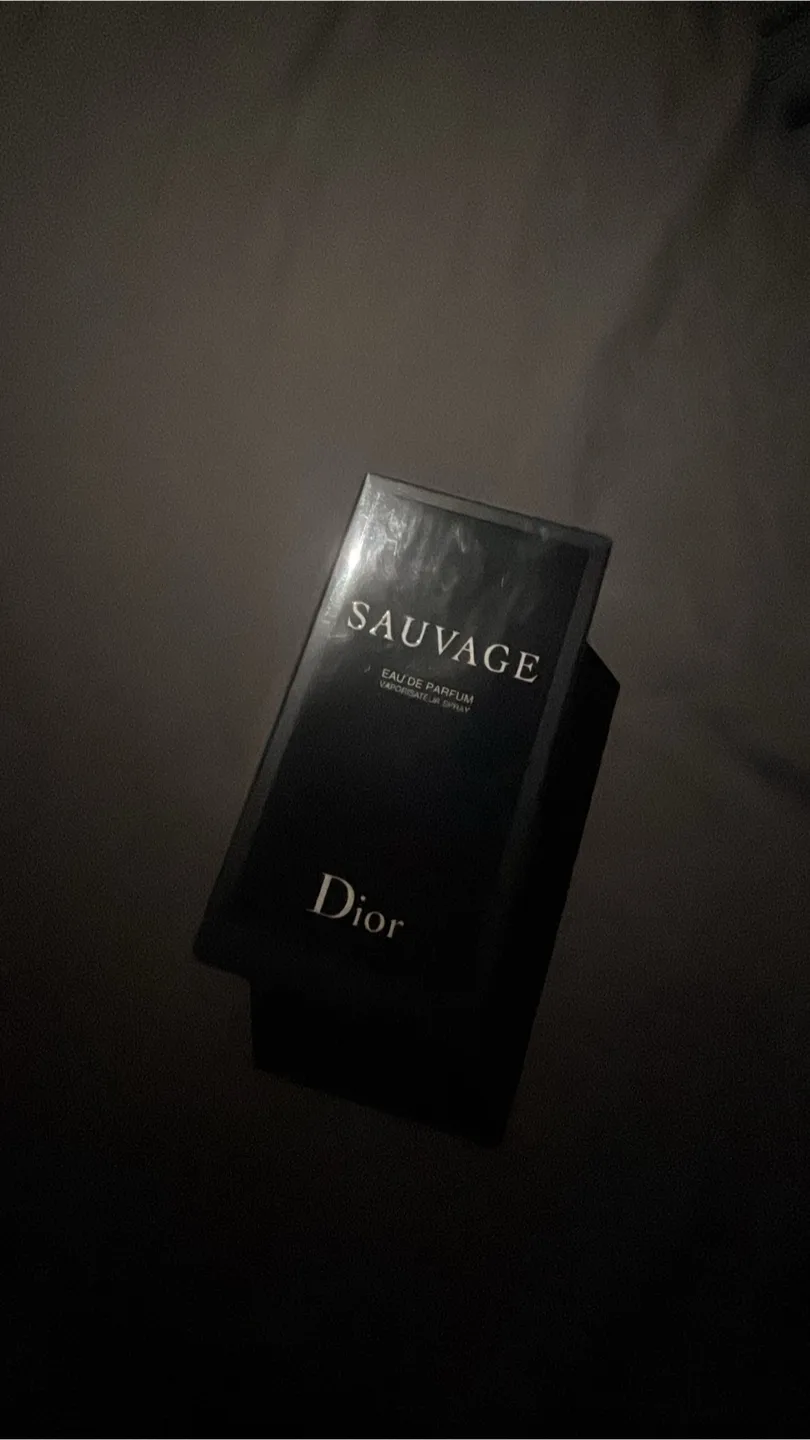 SAUVAGE
EAU DE PARFUM
VAPORISATEUR SPRAY
Dior